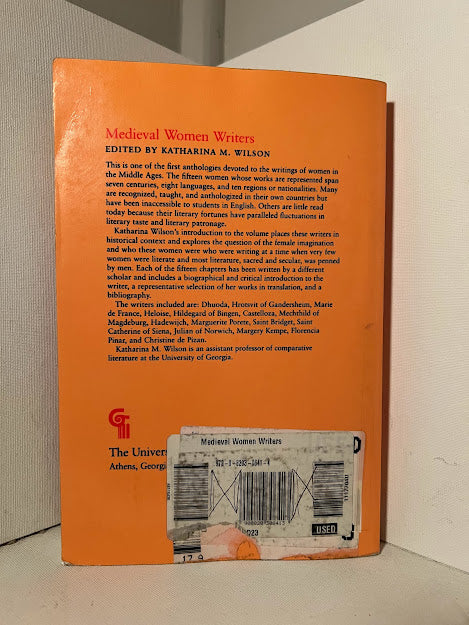 Medieval Women Writers
EDITED BY KATHARINA M. WILSON
This is one of the first anthologies devoted to the writings of women in
the Middle Ages. The fifteen women whose works are represented span
seven centuries, eight languages, and ten regions or nationalities. Many
are recognized, taught, and anthologized in their own countries but
have been inaccessible to students in English. Others are little read
today because their literary fortunes have paralleled fluctuations in
literary taste and literary patronage.
Katharina Wilson's introduction to the volume places these writers in
historical context and explores the question of the female imagination
and who these women were who were writing at a time when very few
women were literate and most literature, sacred and secular, was penned
by men. Each of the fifteen chapters has been written by a different
scholar and includes a biographical and critical introduction to the
writer, a representative selection of her works in translation, and a
bibliography.
The writers included are: Dhuoda, Hrotsvit of Gandersheim, Marie
de France, Heloise, Hildegard of Bingen, Castelloza, Mechthild of
Magdeburg, Hadewijch, Marguerite Porete, Saint Bridget, Saint
Catherine of Siena, Julian of Norwich, Margery Kempe, Florencia
Pinar, and Christine de Pizan.
Katharina M. Wilson is an assistant professor of comparative
literature at the University of Georgia.
The Univers
Athens, Georgia
Medieval Women Writers
USED
17.9